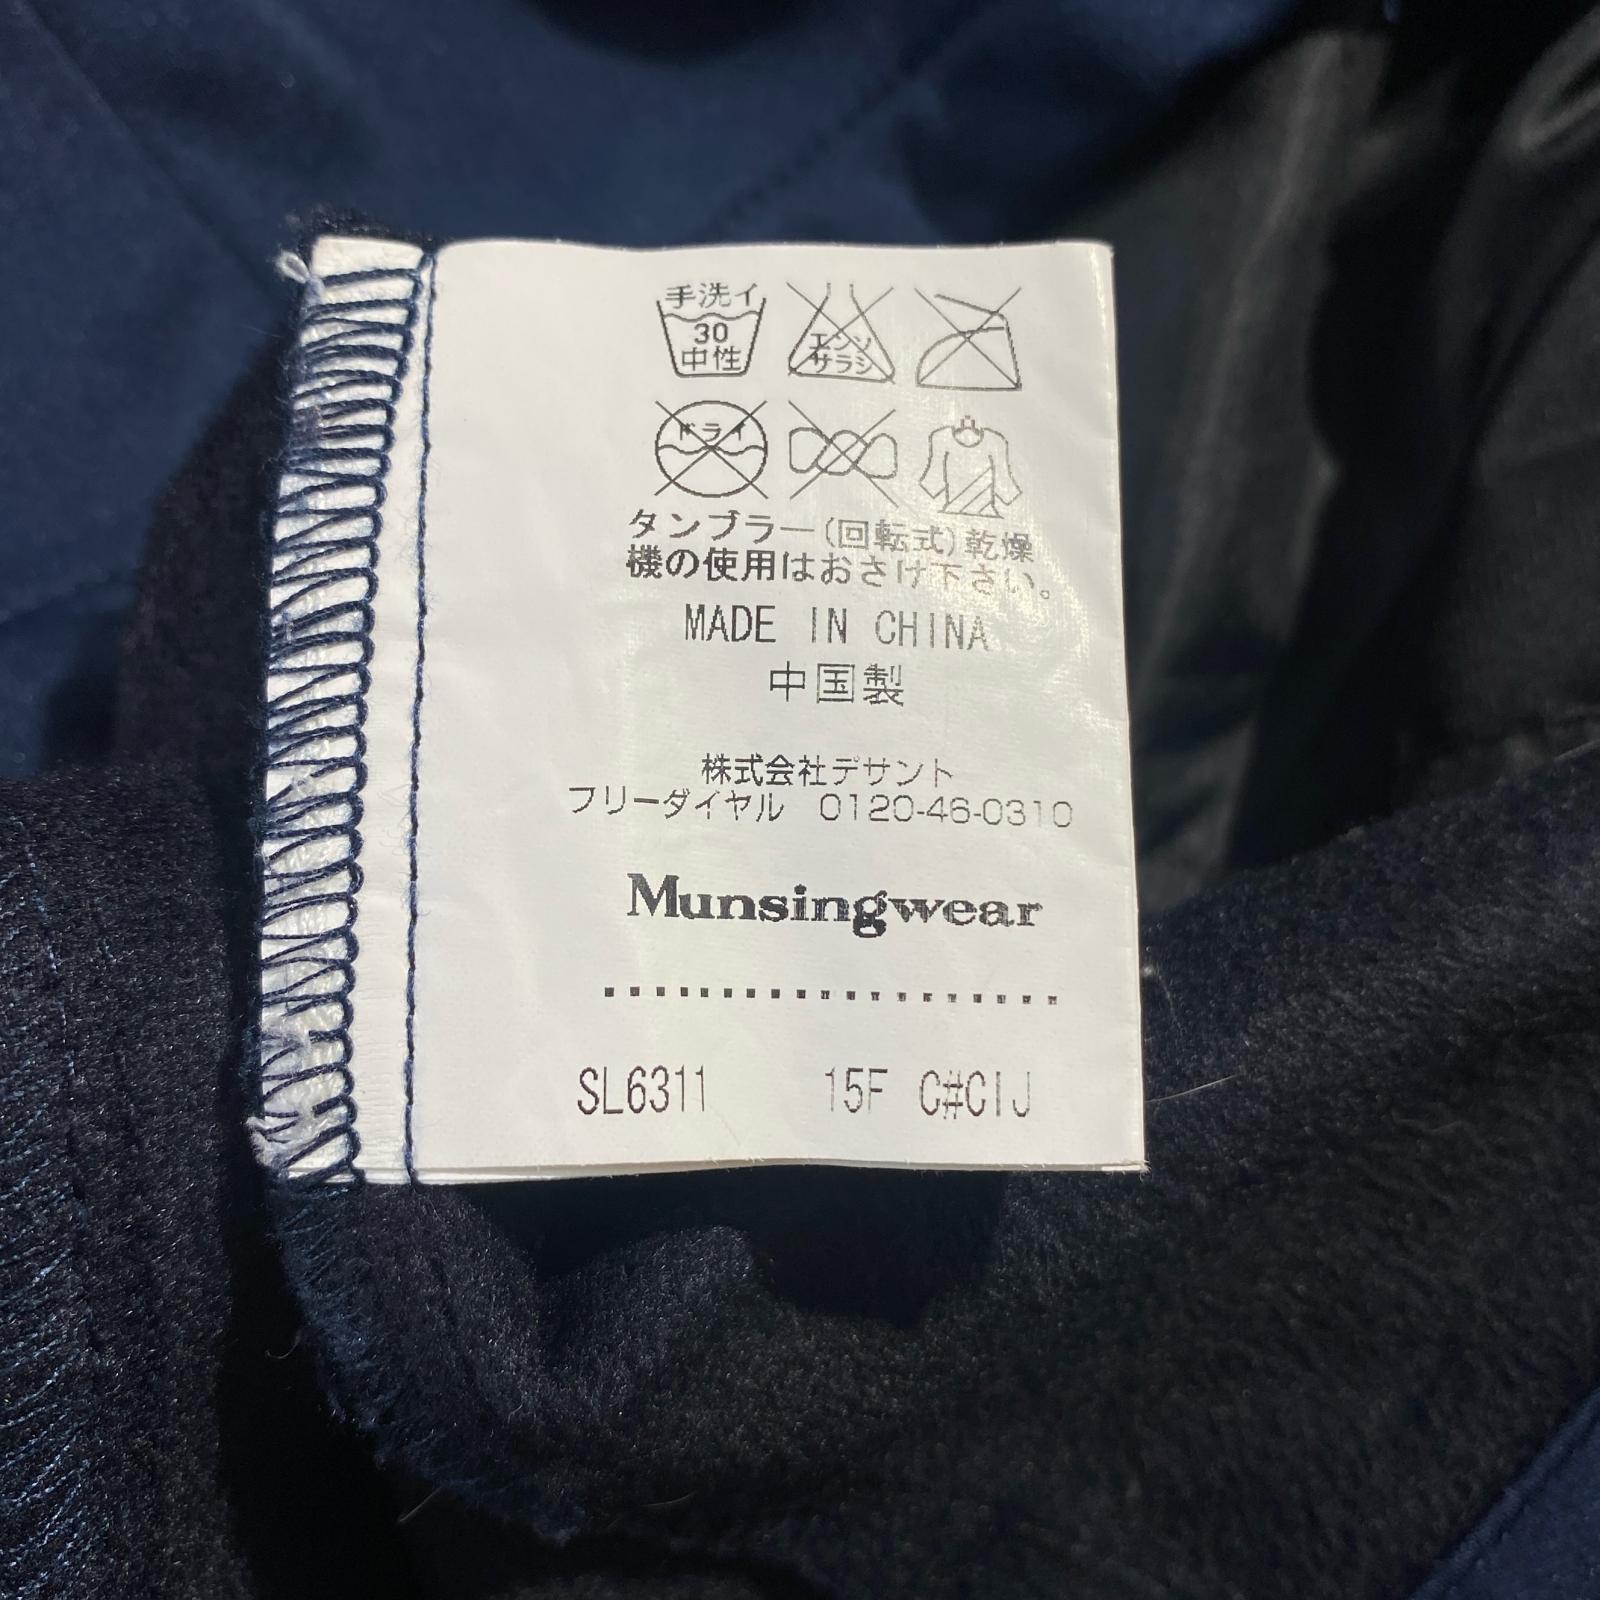 手洗イ
30
中性
エンソ
サラシ
ドライ
タンブラー(回転式)乾燥
機の使用はおさけ下さい。
MADE IN CHINA
中国製
株式会社デサント
フリーダイヤル 0120-46-0310
Munsingwear
SL6311 15F C#CIJ